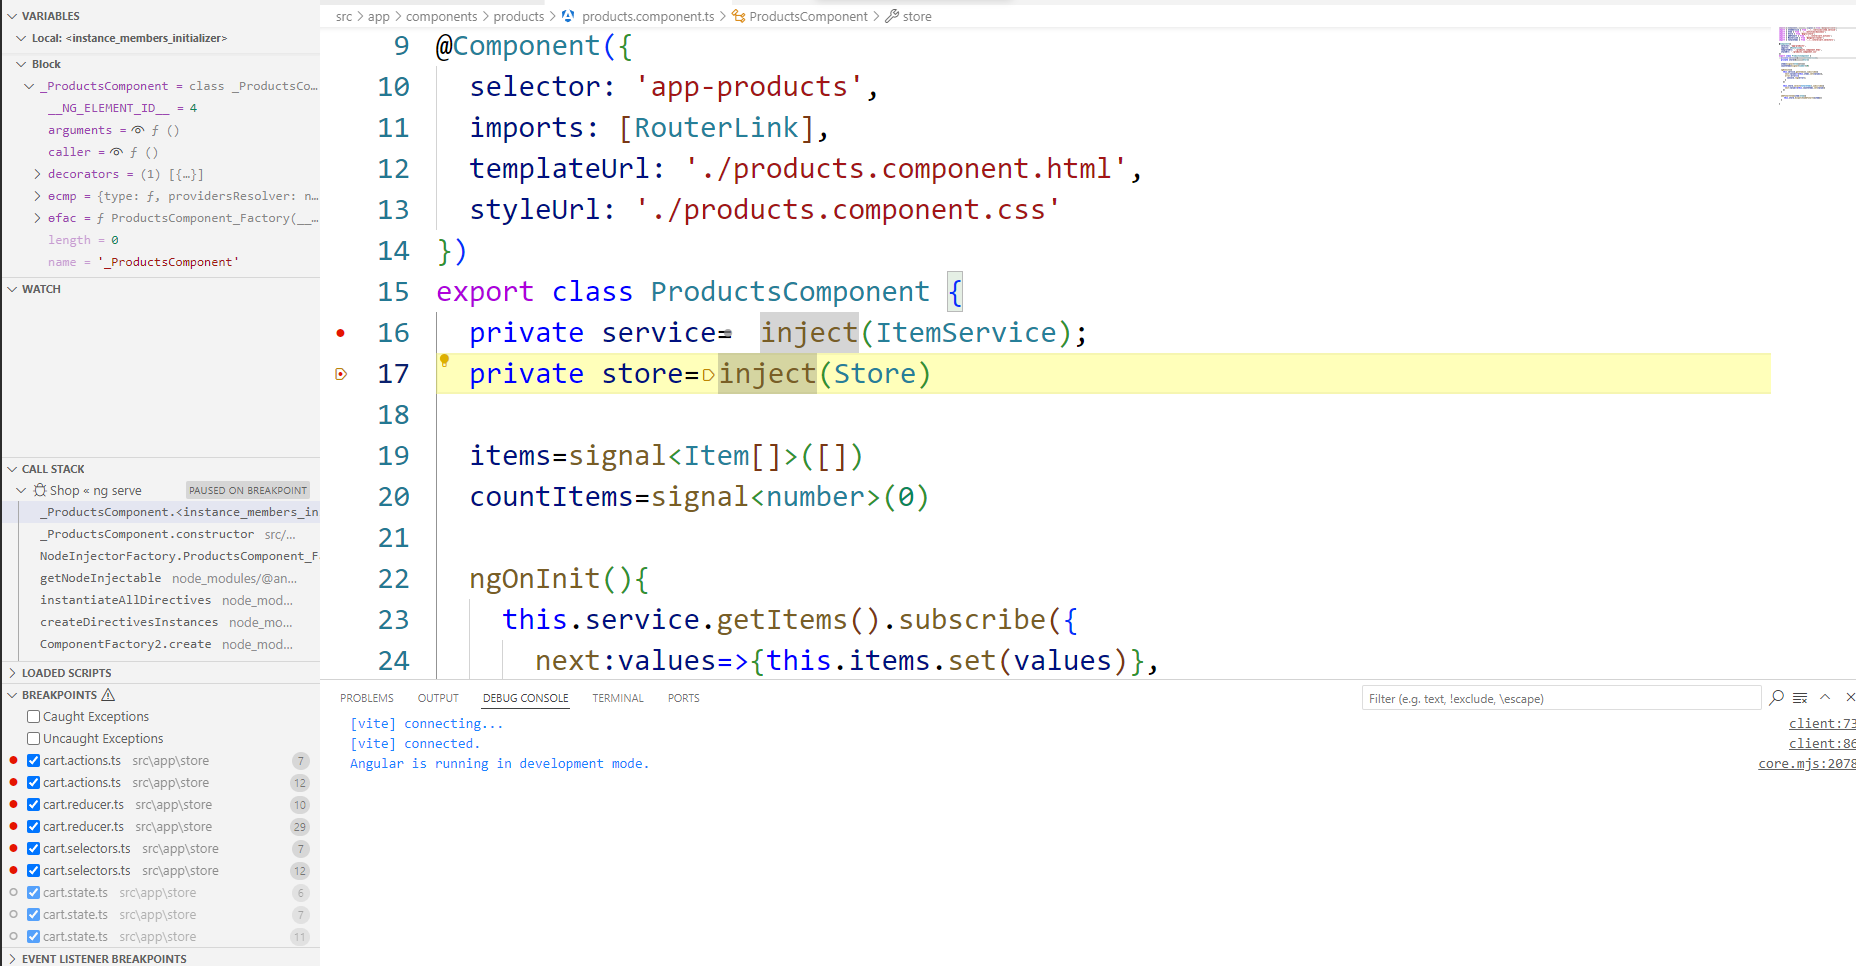 VARIABLES
Local: <instance_members_initializer>
Block
_ProductsComponent = class _ProductsCo…
__NG_ELEMENT_ID__ = 4
arguments = ƒ ()
caller = ƒ ()
decorators = (1) [{…}]
ɵcmp = {type: ƒ, providersResolver: n…
ɵfac = ƒ ProductsComponent_Factory(__…
length = 0
name = '_ProductsComponent'
WATCH
CALL STACK
Shop « ng serve PAUSED ON BREAKPOINT
_ProductsComponent.<instance_members_in
_ProductsComponent.constructor src/...
NodeInjectorFactory.ProductsComponent_F
getNodeInjectable node_modules/@an...
instantiateAllDirectives node_mod...
createDirectivesInstances node_mo...
ComponentFactory2.create node_mod...
LOADED SCRIPTS
BREAKPOINTS
Caught Exceptions
Uncaught Exceptions
cart.actions.ts src\app\store 7
cart.actions.ts src\app\store 12
cart.reducer.ts src\app\store 10
cart.reducer.ts src\app\store 29
cart.selectors.ts src\app\store 7
cart.selectors.ts src\app\store 12
cart.state.ts src\app\store 6
cart.state.ts src\app\store 7
cart.state.ts src\app\store 11
EVENT LISTENER BREAKPOINTS
src > app > components > products > products.component.ts > ProductsComponent > store
9 @Component({
10 selector: 'app-products',
11 imports: [RouterLink],
12 templateUrl: './products.component.html',
13 styleUrl: './products.component.css'
14 })
15 export class ProductsComponent {
16 private service= inject(ItemService);
17 private store=inject(Store)
18
19 items=signal<Item[]>([])
20 countItems=signal<number>(0)
21
22 ngOnInit(){
23 this.service.getItems().subscribe({
24 next:values=>{this.items.set(values)},
PROBLEMS OUTPUT DEBUG CONSOLE TERMINAL PORTS Filter (e.g. text, !exclude, \escape)
[vite] connecting... client:73
[vite] connected. client:86
Angular is running in development mode. core.mjs:2078